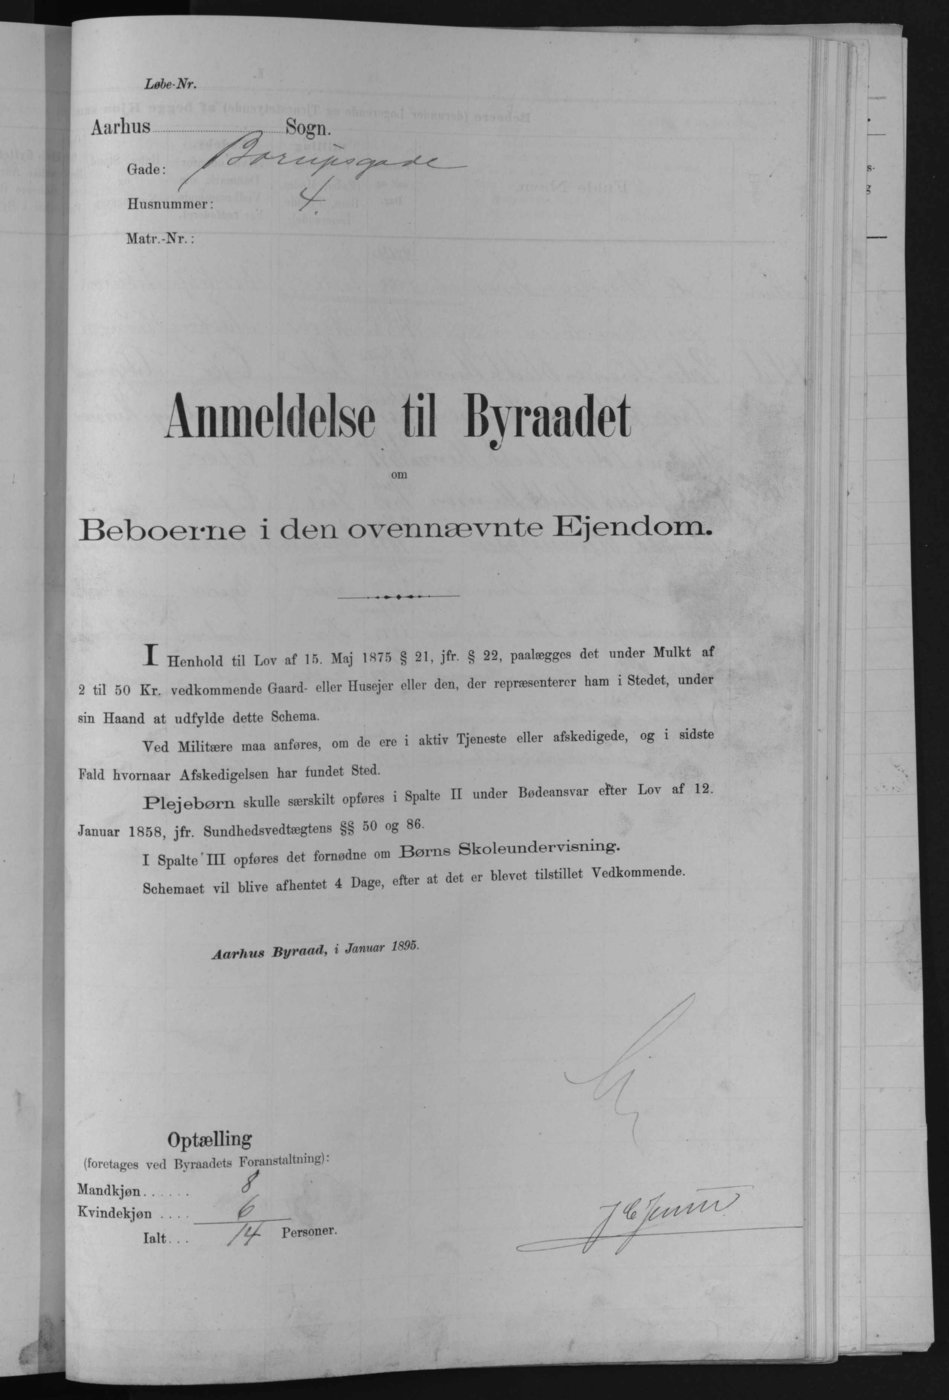 Løbe-Nr.
Aarhus Sogn.
Gade: Borupsgade
Husnummer: 4.
Matr.-Nr.:
Anmeldelse til Byraadet
om
Beboerne i den ovennævnte Ejendom.
I Henhold til Lov af 15. Maj 1875 § 21, jfr. § 22, paalægges det under Mulkt af
2 til 50 Kr. vedkommende Gaard- eller Husejer eller den, der repræsenterer ham i Stedet, under
sin Haand at udfylde dette Schema.
Ved Militære maa anføres, om de ere i aktiv Tjeneste eller afskedigede, og i sidste
Fald hvornaar Afskedigelsen har fundet Sted.
Plejebørn skulle særskilt opføres i Spalte II under Bødeansvar efter Lov af 12.
Januar 1858, jfr. Sundhedsvedtægtens §§ 50 og 86.
I Spalte III opføres det fornødne om Børns Skoleundervisning.
Schemaet vil blive afhentet 4 Dage, efter at det er blevet tilstillet Vedkommende.
Aarhus Byraad, i Januar 1895.
Optælling
(foretages ved Byraadets Foranstaltning):
Mandkjøn...... 8
Kvindekjøn .... 6
Ialt... 14 Personer.